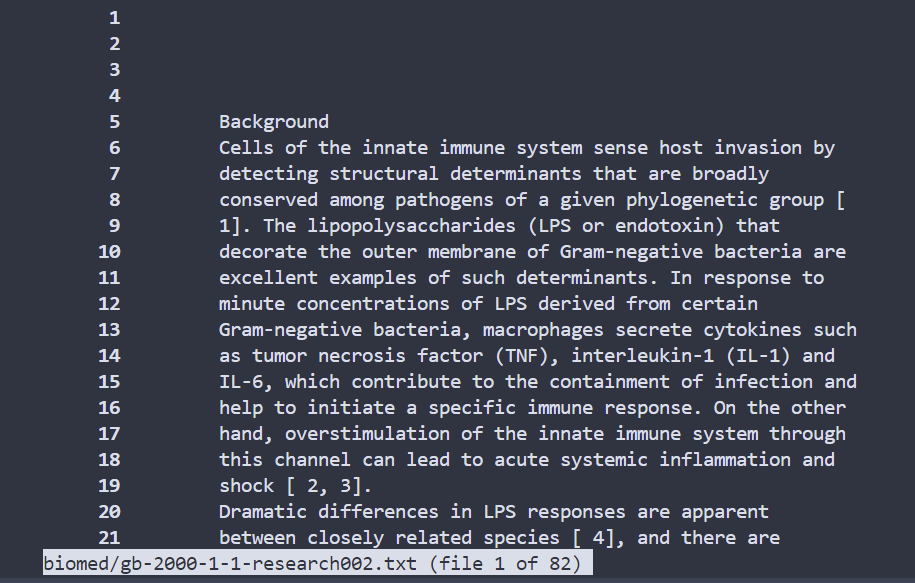 1
2
3
4
5 Background
6 Cells of the innate immune system sense host invasion by
7 detecting structural determinants that are broadly
8 conserved among pathogens of a given phylogenetic group [
9 1]. The lipopolysaccharides (LPS or endotoxin) that
10 decorate the outer membrane of Gram-negative bacteria are
11 excellent examples of such determinants. In response to
12 minute concentrations of LPS derived from certain
13 Gram-negative bacteria, macrophages secrete cytokines such
14 as tumor necrosis factor (TNF), interleukin-1 (IL-1) and
15 IL-6, which contribute to the containment of infection and
16 help to initiate a specific immune response. On the other
17 hand, overstimulation of the innate immune system through
18 this channel can lead to acute systemic inflammation and
19 shock [ 2, 3].
20 Dramatic differences in LPS responses are apparent
21 between closely related species [ 4], and there are
biomed/gb-2000-1-1-research002.txt (file 1 of 82)